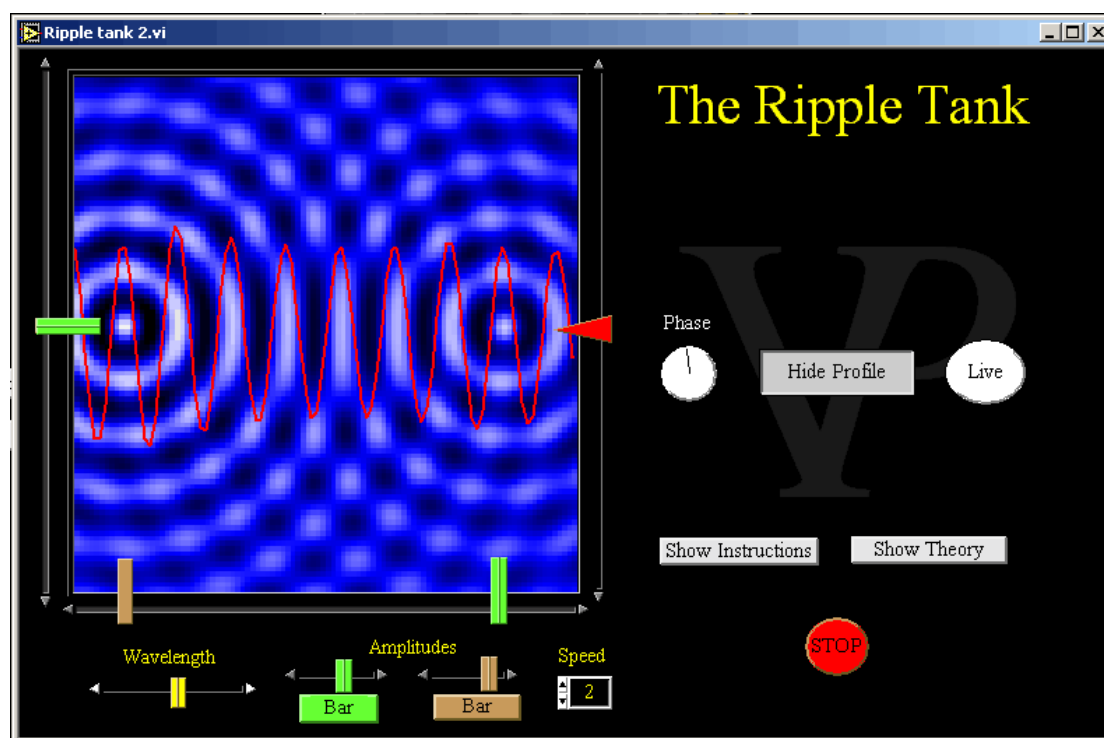 Ripple tank 2.vi
The Ripple Tank
VP
Phase
Hide Profile
Live
Show Instructions
Show Theory
STOP
Wavelength
Amplitudes
Speed
Bar
Bar
2